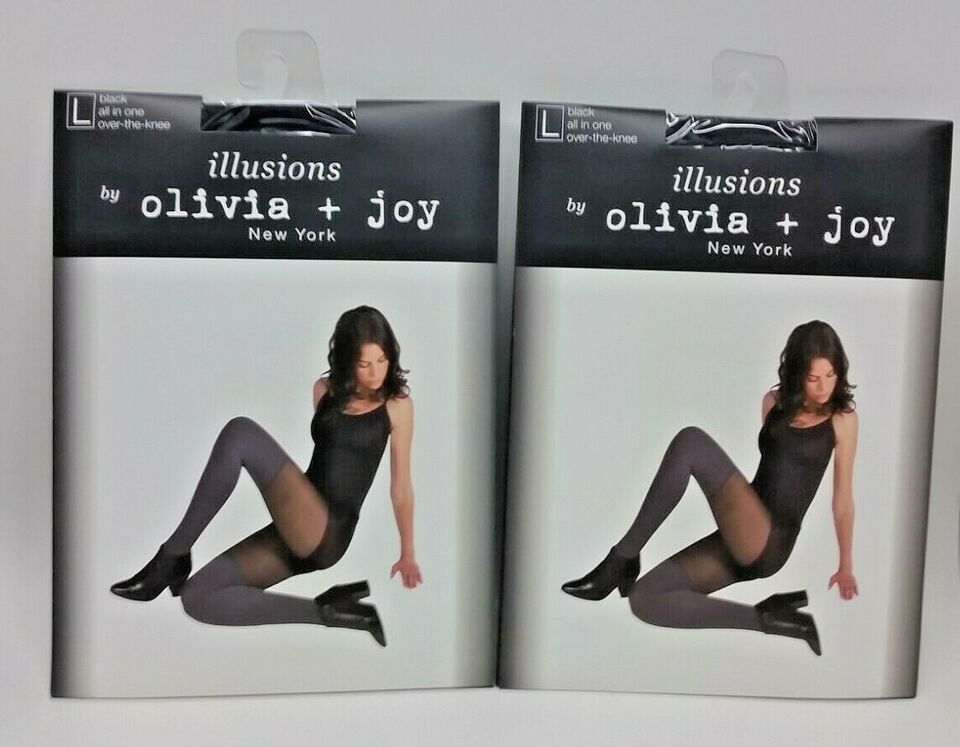 L
black
all in one
over-the-knee
illusions
by olivia + joy
New York
L
black
all in one
over-the-knee
illusions
by olivia + joy
New York